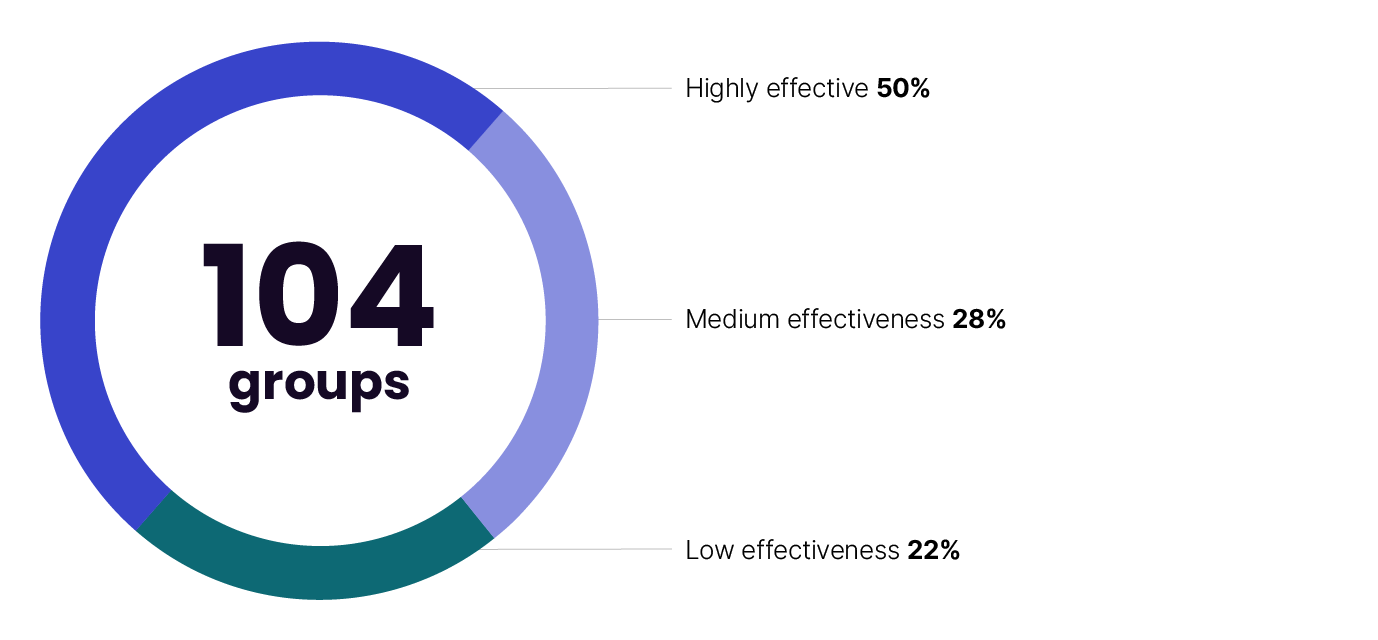 104
groups
Highly effective 50%
Medium effectiveness 28%
Low effectiveness 22%